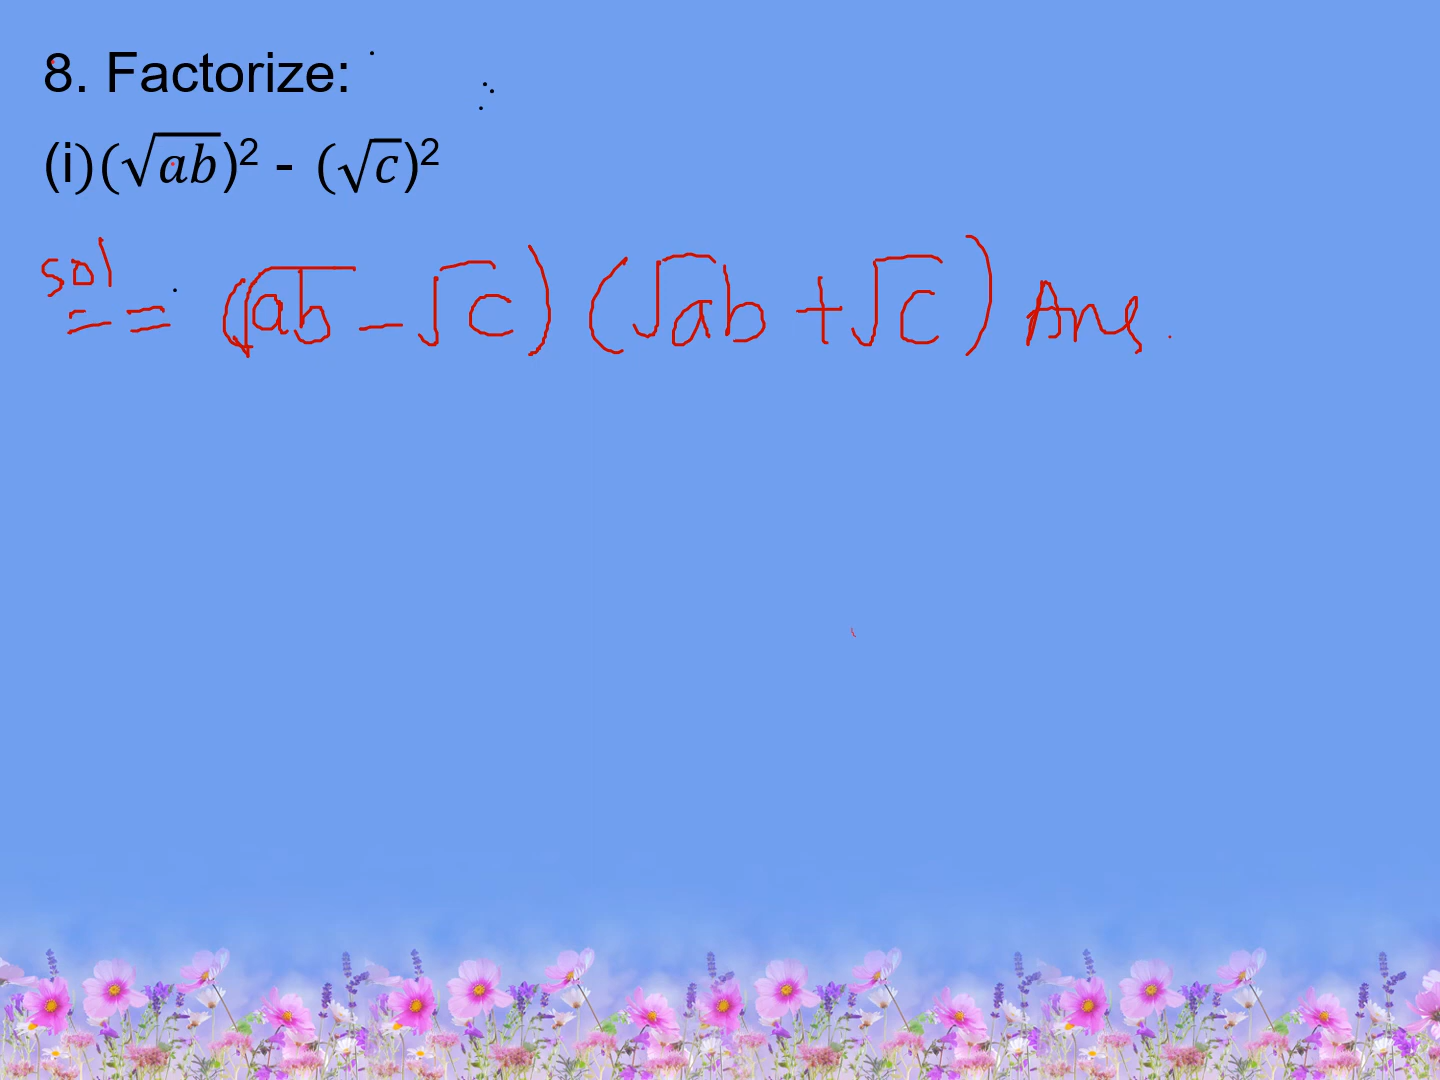 8. Factorize:
(i)(√ab)² - (√c)²
sol = = (√ab - √c) (√ab + √c) Ans.